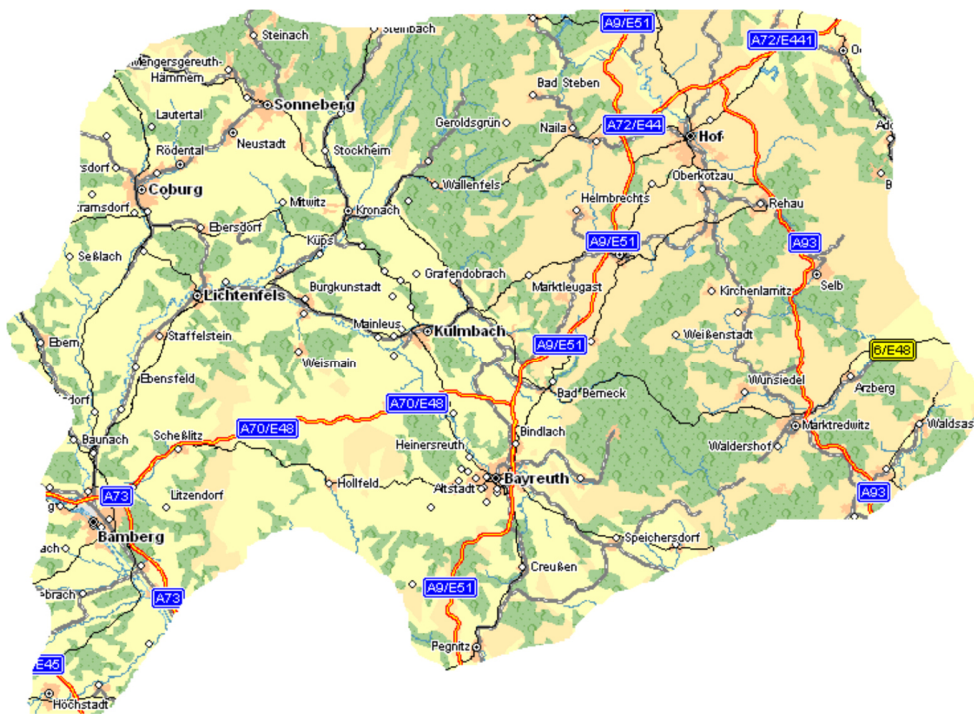 A9/E51
Steinach
Steinbach
A72/E441
Mengersgereuth-
Hämmern
Bad Steben
Sonneberg
Lautertal
Geroldsgrün
Naila
A72/E44
Hof
Neustadt
Rödental
Stockheim
Oberkotzau
Wallenfels
Coburg
Helmbrechts
Mitwitz
Kronach
Rehau
Ebersdorf
Küps
A9/E51
A93
Seßlach
Grafendobrach
Selb
Burgkunstadt
Marktleugast
Kirchenlamitz
Lichtenfels
Mainleus
Kulmbach
Weißenstadt
Staffelstein
Ebern
A9/E51
6/E48
Weismain
Ebensfeld
Wunsiedel
Arzberg
Bad Berneck
A70/E48
Baunach
Scheßlitz
A70/E48
Bindlach
Marktredwitz
Waldsas
Heinersreuth
Waldershof
Hollfeld
Altstadt
Bayreuth
A93
A73
Litzendorf
Bamberg
Speichersdorf
ach
Creußen
A9/E51
ebrach
A73
Pegnitz
E45
Höchstadt